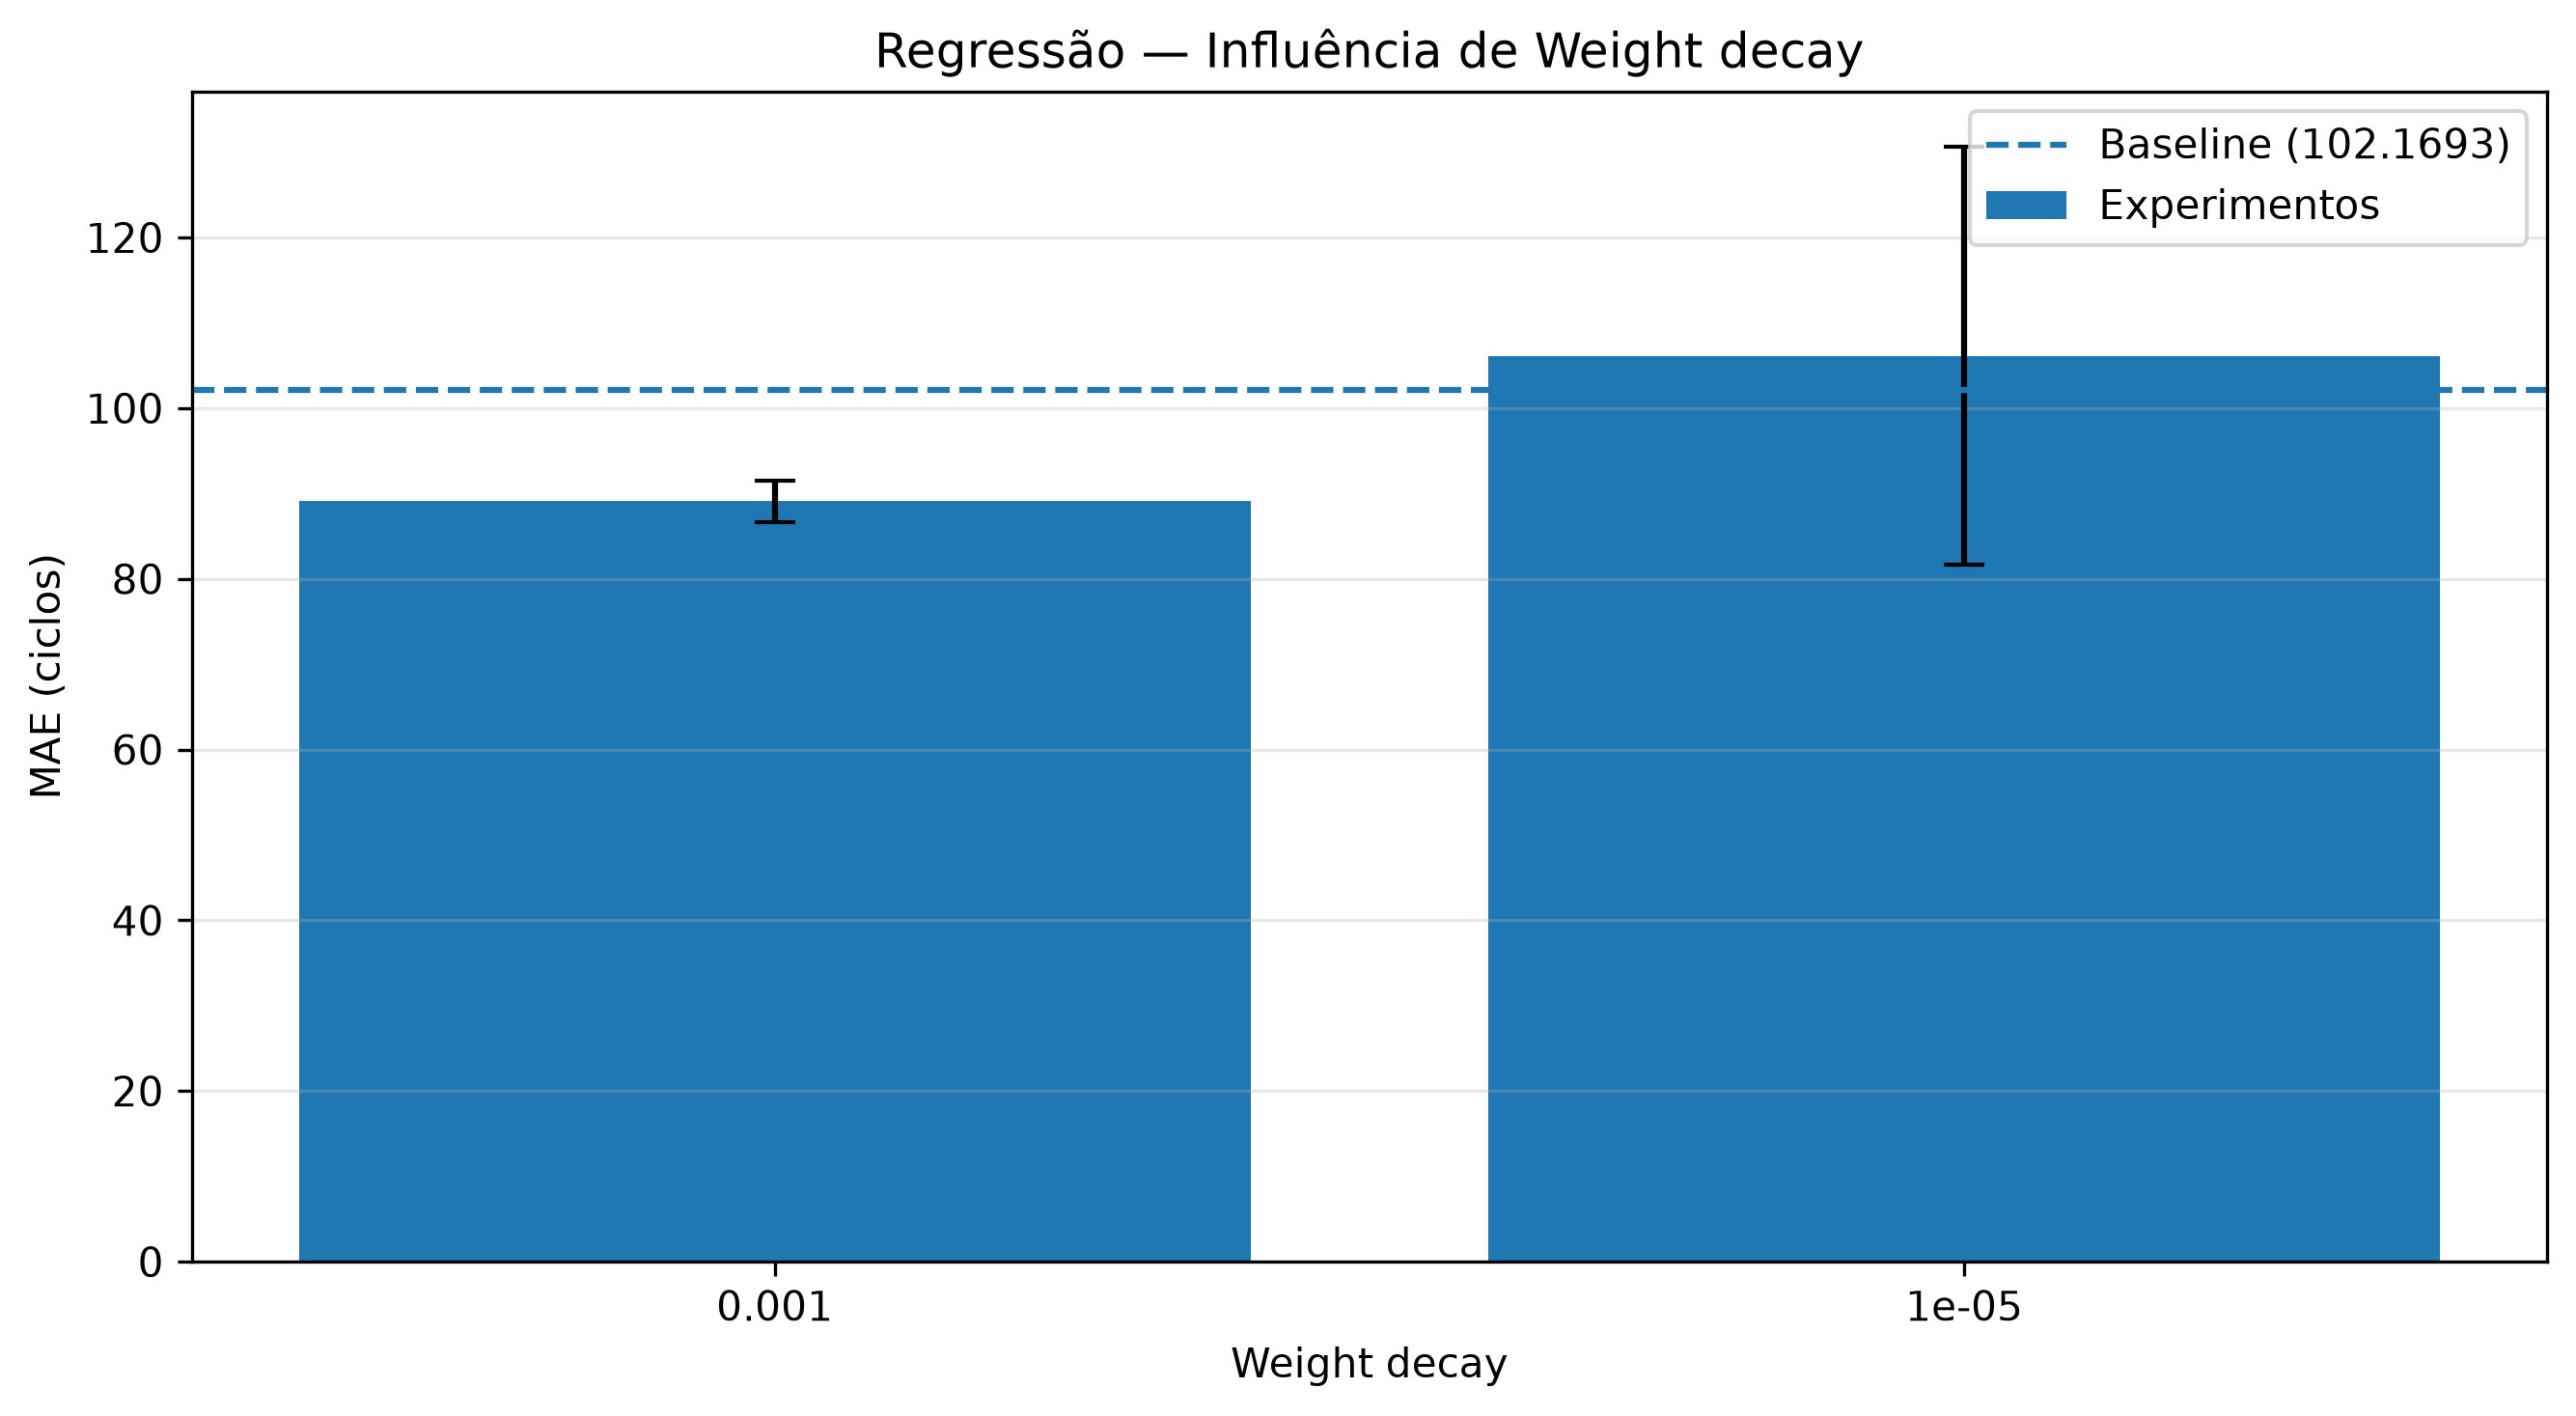 Regressão — Influência de Weight decay
Baseline (102.1693)
Experimentos
MAE (ciclos)
120
100
80
60
40
20
0
0.001
1e-05
Weight decay